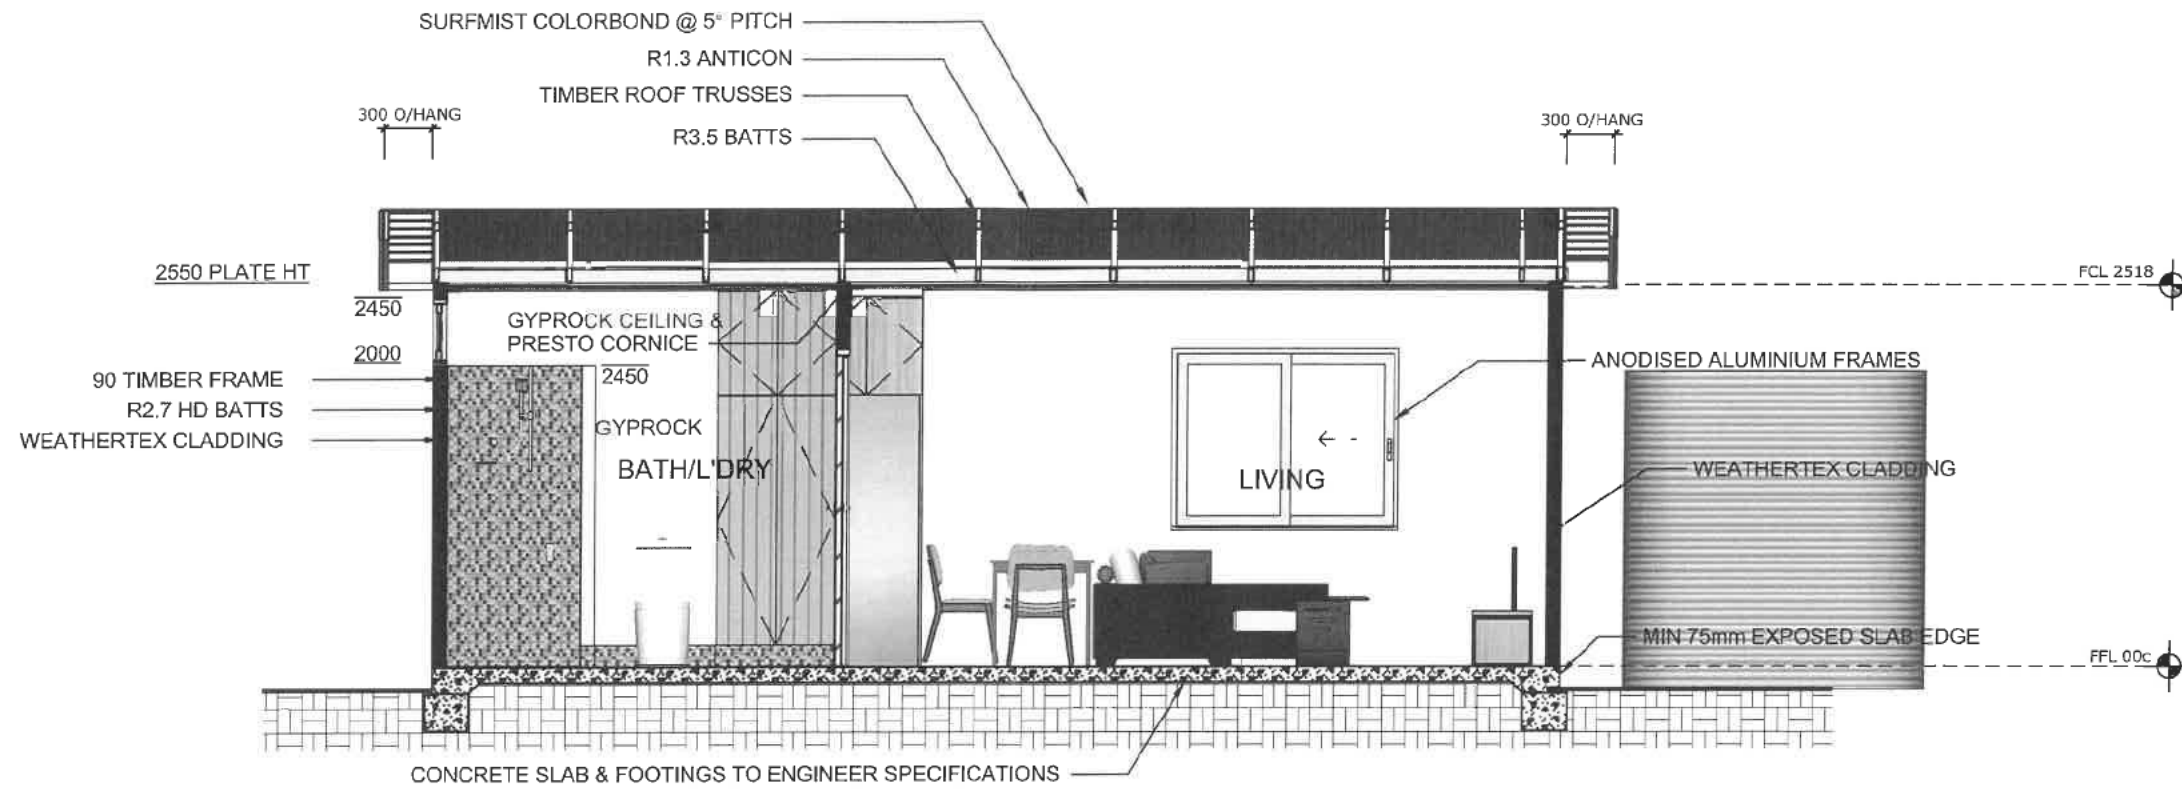 SURFMIST COLORBOND @ 5° PITCH
R1.3 ANTICON
TIMBER ROOF TRUSSES
300 O/HANG
300 O/HANG
R3.5 BATTS
2550 PLATE HT
FCL 2518
2450
GYPROCK CEILING &
PRESTO CORNICE
2000
ANODISED ALUMINIUM FRAMES
90 TIMBER FRAME
2450
R2.7 HD BATTS
GYPROCK
WEATHERTEX CLADDING
BATH/L'DRY
LIVING
WEATHERTEX CLADDING
MIN 75mm EXPOSED SLAB EDGE
FFL 00c
CONCRETE SLAB & FOOTINGS TO ENGINEER SPECIFICATIONS